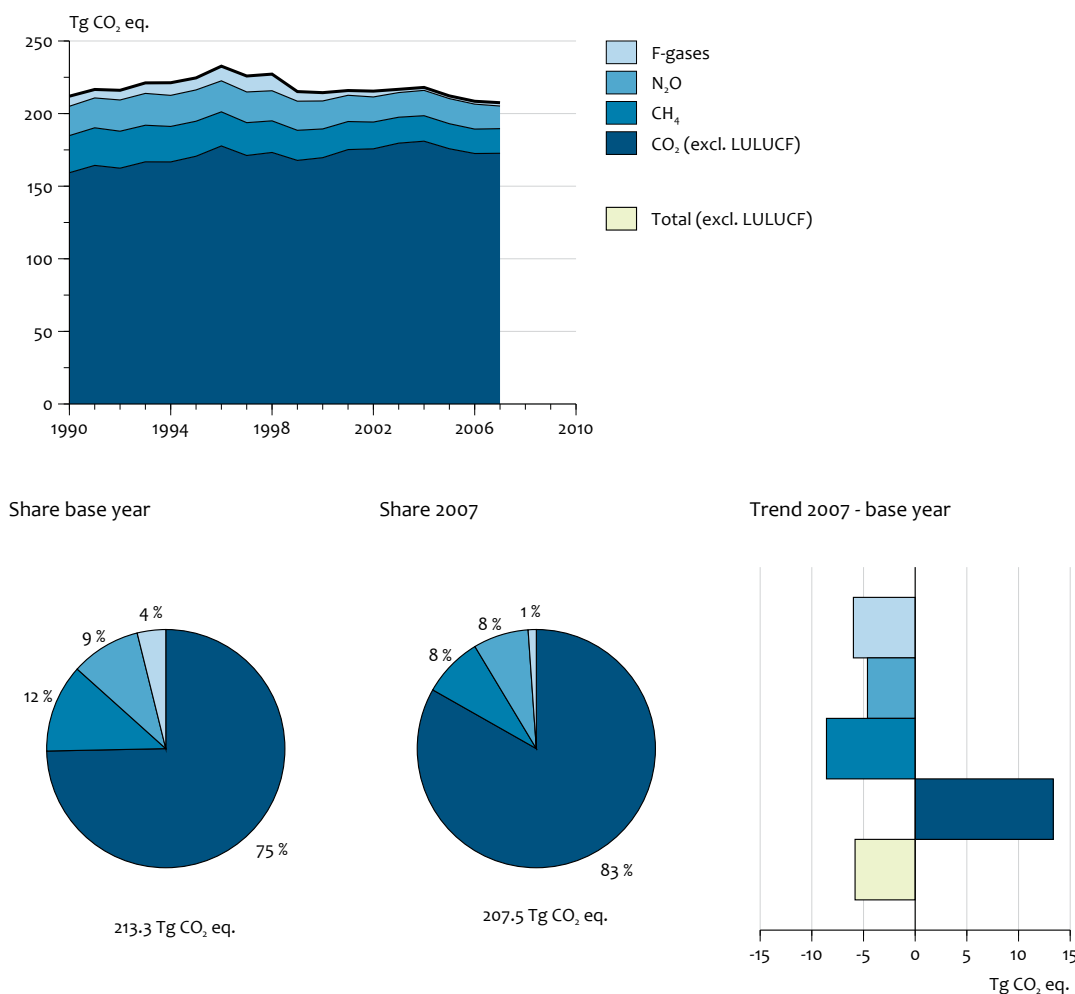 Tg CO₂ eq.
250
200
150
100
50
0
1990 1994 1998 2002 2006 2010
F-gases
N₂O
CH₄
CO₂ (excl. LULUCF)
Total (excl. LULUCF)
Share base year
4 %
9 %
12 %
75 %
213.3 Tg CO₂ eq.
Share 2007
1 %
8 %
8 %
83 %
207.5 Tg CO₂ eq.
Trend 2007 - base year
-15 -10 -5 0 5 10 15
Tg CO₂ eq.